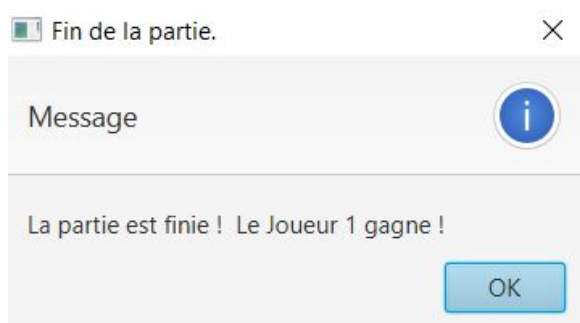 Fin de la partie.
Message
i
La partie est finie ! Le Joueur 1 gagne !
OK